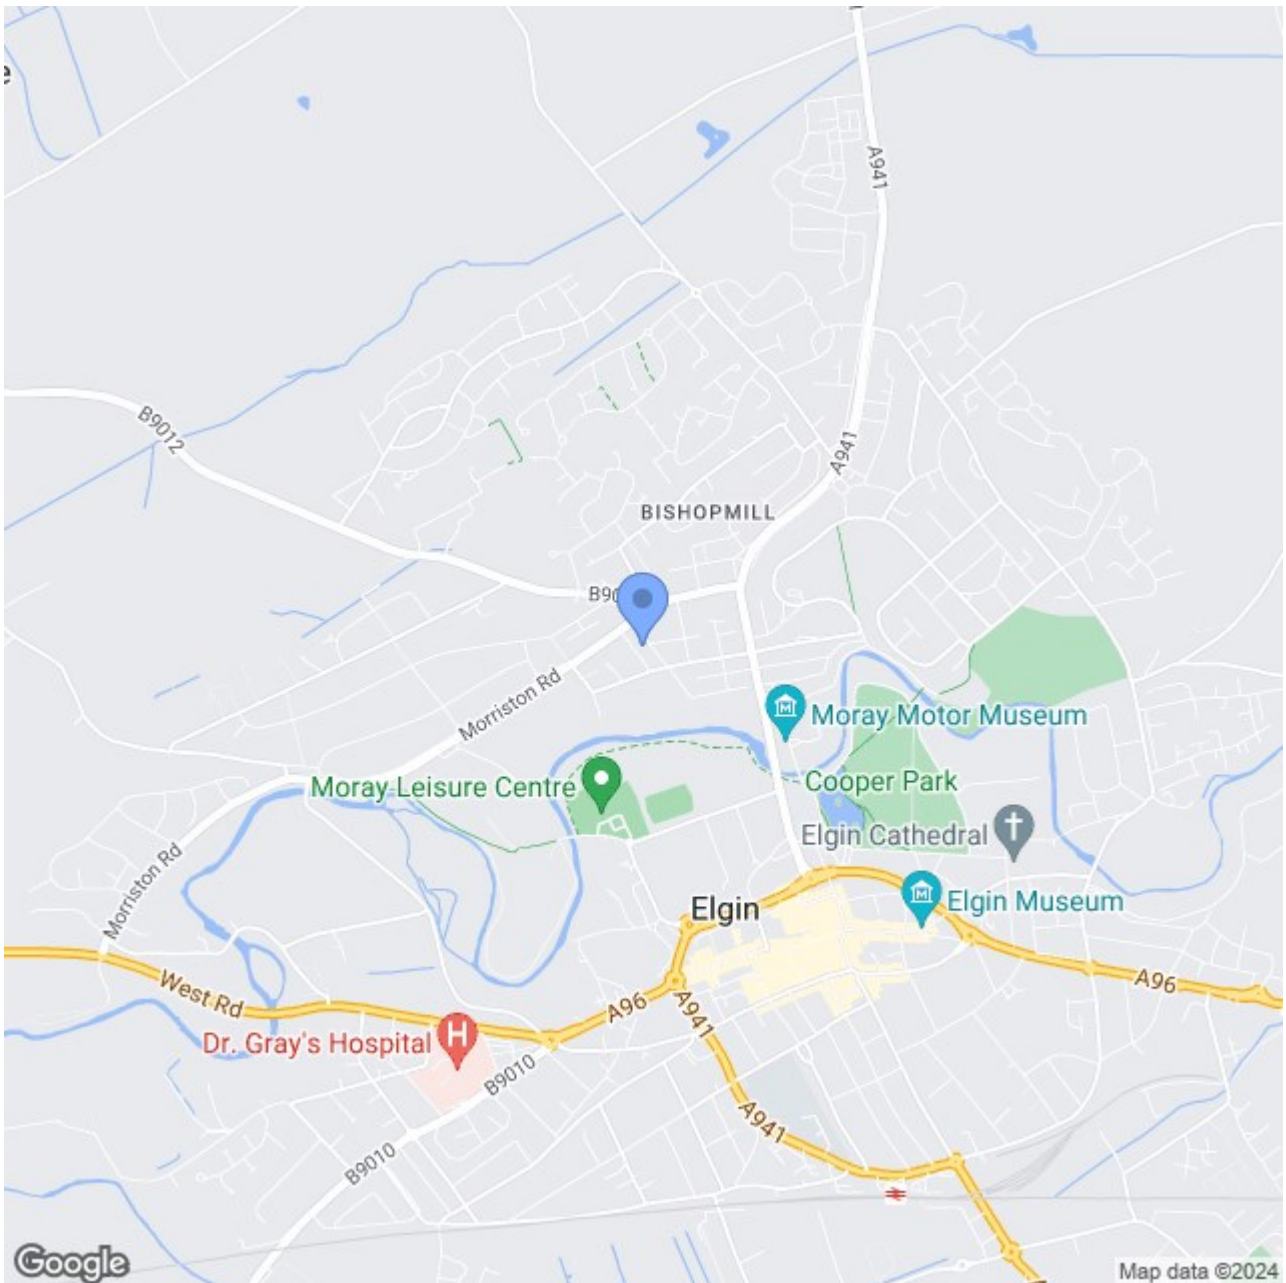 e
A941
B9012
A941
BISHOPMILL
Morriston Rd
Moray Motor Museum
Moray Leisure Centre
Cooper Park
Elgin Cathedral
Morriston Rd
Elgin
Elgin Museum
West Rd
A96
A96
A941
Dr. Gray's Hospital
H
B9010
A941
B9010
Google
Map data ©2024